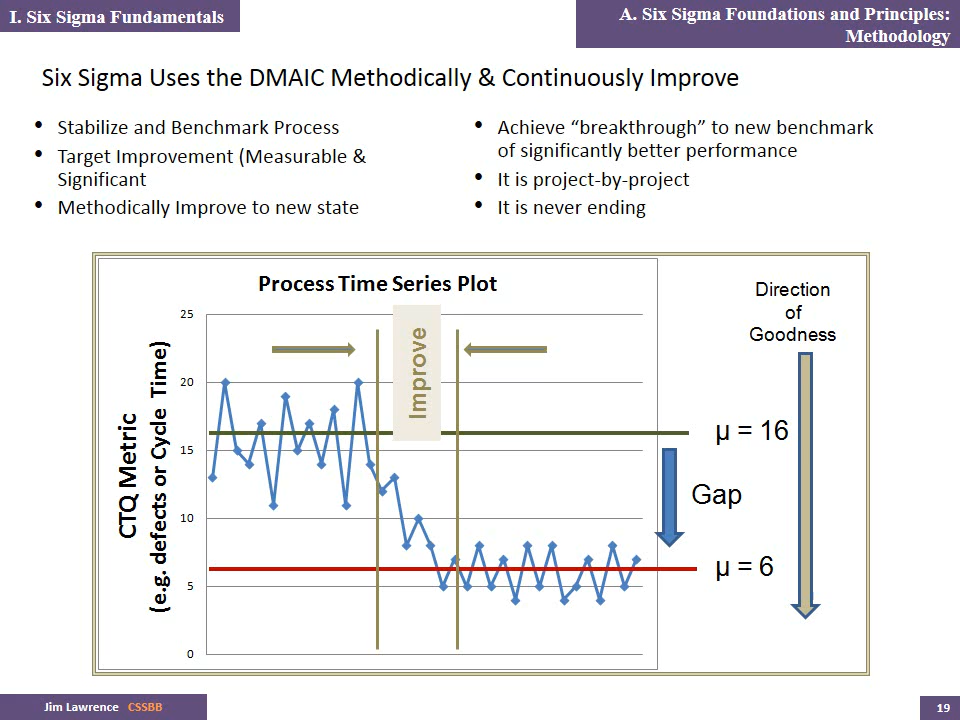 I. Six Sigma Fundamentals
A. Six Sigma Foundations and Principles:
Methodology
Six Sigma Uses the DMAIC Methodically & Continuously Improve
• Stabilize and Benchmark Process
• Target Improvement (Measurable &
Significant
• Methodically Improve to new state
• Achieve “breakthrough” to new benchmark
of significantly better performance
• It is project-by-project
• It is never ending
Process Time Series Plot
CTQ Metric
(e.g. defects or Cycle Time)
25
20
15
10
5
0
Improve
Direction
of
Goodness
µ = 16
Gap
µ = 6
Jim Lawrence CSSBB
19